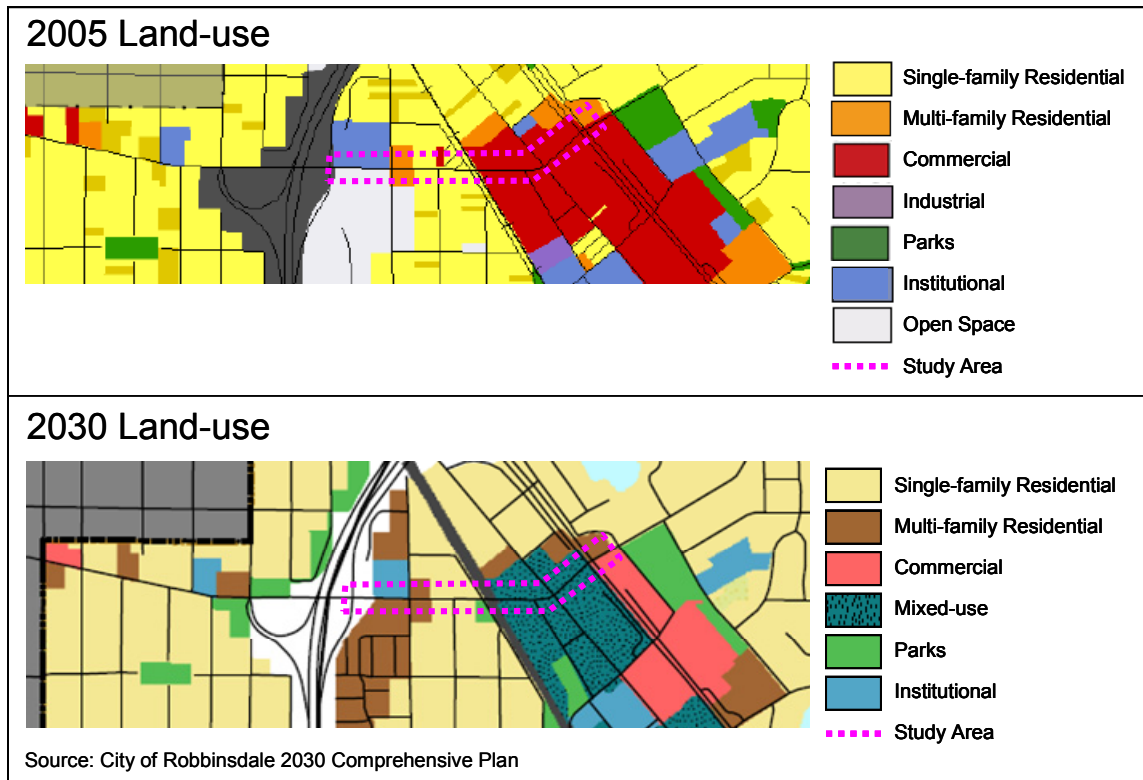 2005 Land-use
Single-family Residential
Multi-family Residential
Commercial
Industrial
Parks
Institutional
Open Space
Study Area
2030 Land-use
Single-family Residential
Multi-family Residential
Commercial
Mixed-use
Parks
Institutional
Study Area
Source: City of Robbinsdale 2030 Comprehensive Plan